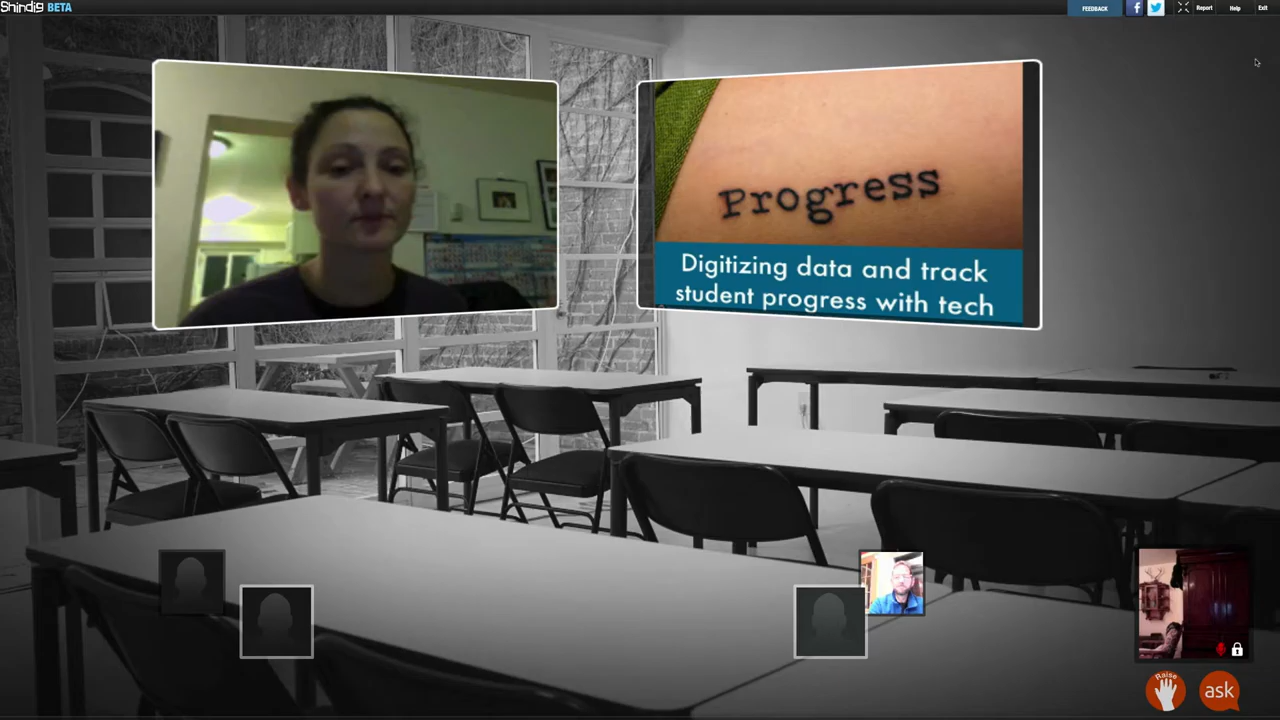 Shindig BETA
FEEDBACK
f
Report
Help
Exit
Progress
Digitizing data and track
student progress with tech
Raise
ask